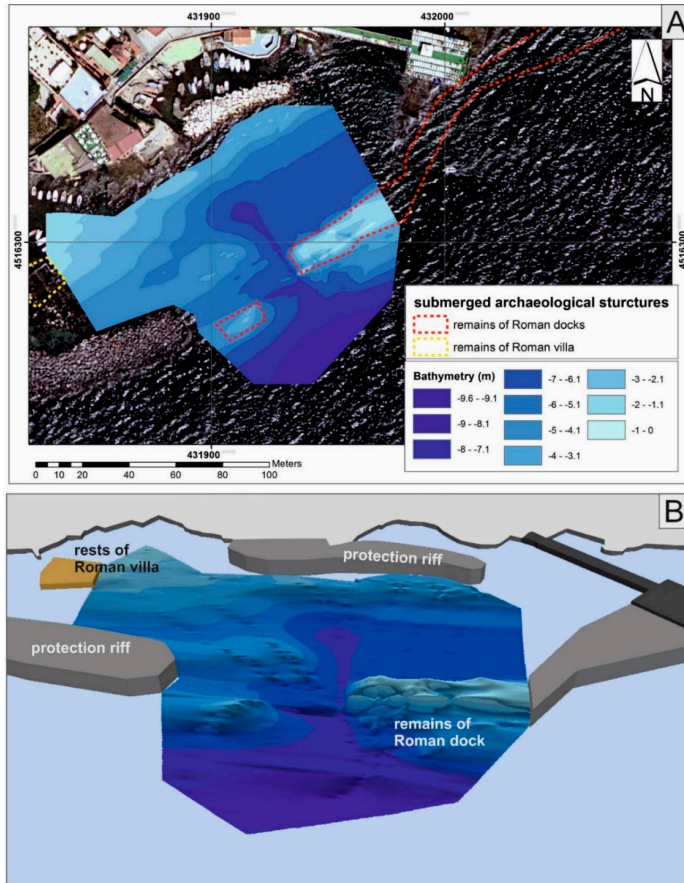 431900
432000
A
N
4516300
4516300
submerged archaeological sturctures
remains of Roman docks
remains of Roman villa
Bathymetry (m)
-9.6 - -9.1
-9 - -8.1
-8 - -7.1
-7 - -6.1
-6 - -5.1
-5 - -4.1
-4 - -3.1
-3 - -2.1
-2 - -1.1
-1 - 0
431900
Meters
0 5 10 20 40 60 80 100
B
rests of
Roman villa
protection riff
protection riff
remains of
Roman dock